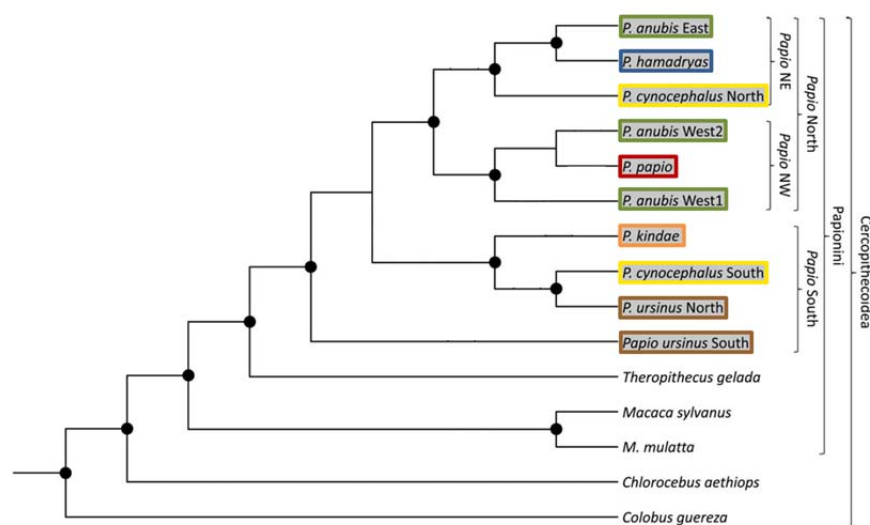 P. anubis East
P. hamadryas
P. cynocephalus North
P. anubis West2
P. papio
P. anubis West1
P. kindae
P. cynocephalus South
P. ursinus North
Papio ursinus South
Theropithecus gelada
Macaca sylvanus
M. mulatta
Chlorocebus aethiops
Colobus guereza
Papio NE
Papio NW
Papio North
Papio South
Papionini
Cercopithecoidea